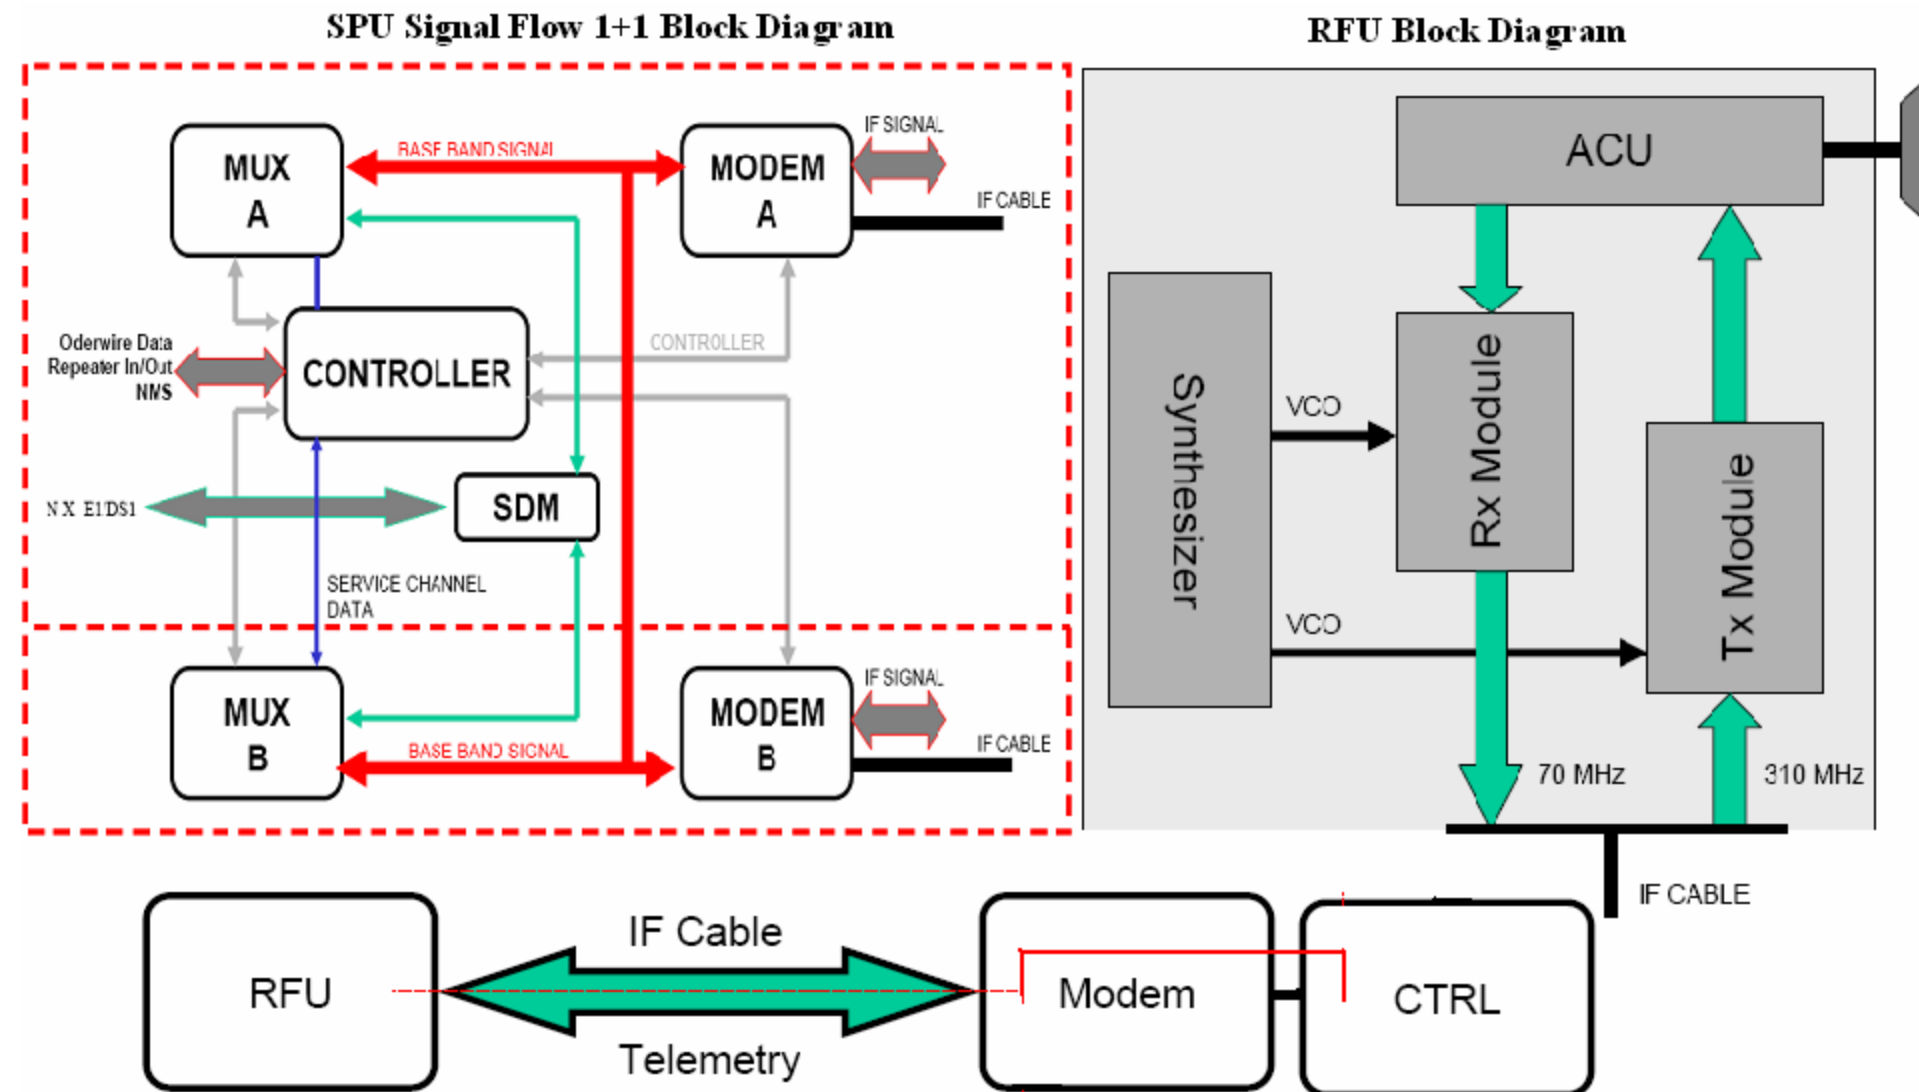 SPU Signal Flow 1+1 Block Diagram
RFU Block Diagram
MUX
A
BASE BAND SIGNAL
MODEM
A
IF SIGNAL
IF CABLE
Oderwire Data
Repeater In/Out
NMS
CONTROLLER
CONTROLLER
N X E1/DS1
SDM
SERVICE CHANNEL
DATA
MUX
B
BASE BAND SIGNAL
MODEM
B
IF SIGNAL
IF CABLE
ACU
Synthesizer
VCO
Rx Module
VCO
Tx Module
70 MHz
310 MHz
IF CABLE
RFU
IF Cable
Telemetry
Modem
CTRL